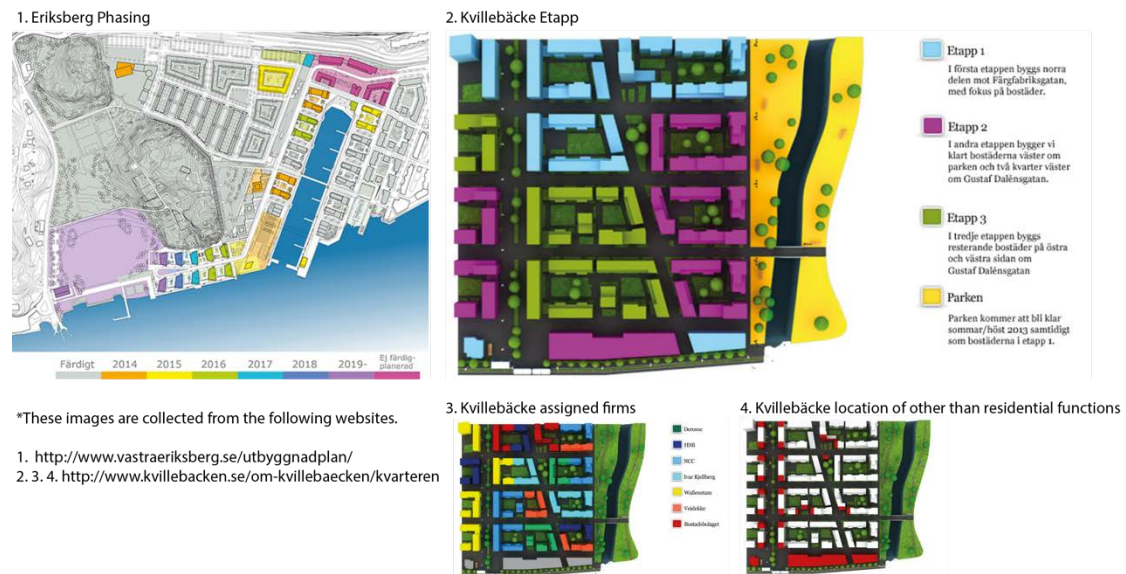 1. Eriksberg Phasing
2. Kvillebäcke Etapp
Färdigt 2014 2015 2016 2017 2018 2019- Ej färdig-
planerad
Etapp 1
I första etappen byggs norra
delen mot Färgfabriksgatan,
med fokus på bostäder.
Etapp 2
I andra etappen bygger vi
klart bostäderna väster om
parken och två kvarter väster
om Gustaf Dalénsgatan.
Etapp 3
I tredje etappen byggs
resterande bostäder på östra
och västra sidan om
Gustaf Dalénsgatan
Parken
Parken kommer att bli klar
sommar/höst 2013 samtidigt
som bostäderna i etapp 1.
*These images are collected from the following websites.
1. http://www.vastraeriksberg.se/utbyggnadplan/
2. 3. 4. http://www.kvillebacken.se/om-kvillebaecken/kvarteren
3. Kvillebäcke assigned firms
Derome
HSB
NCC
Ivar Kjellberg
Wallenstam
Veidekke
Bostadsbolaget
4. Kvillebäcke location of other than residential functions